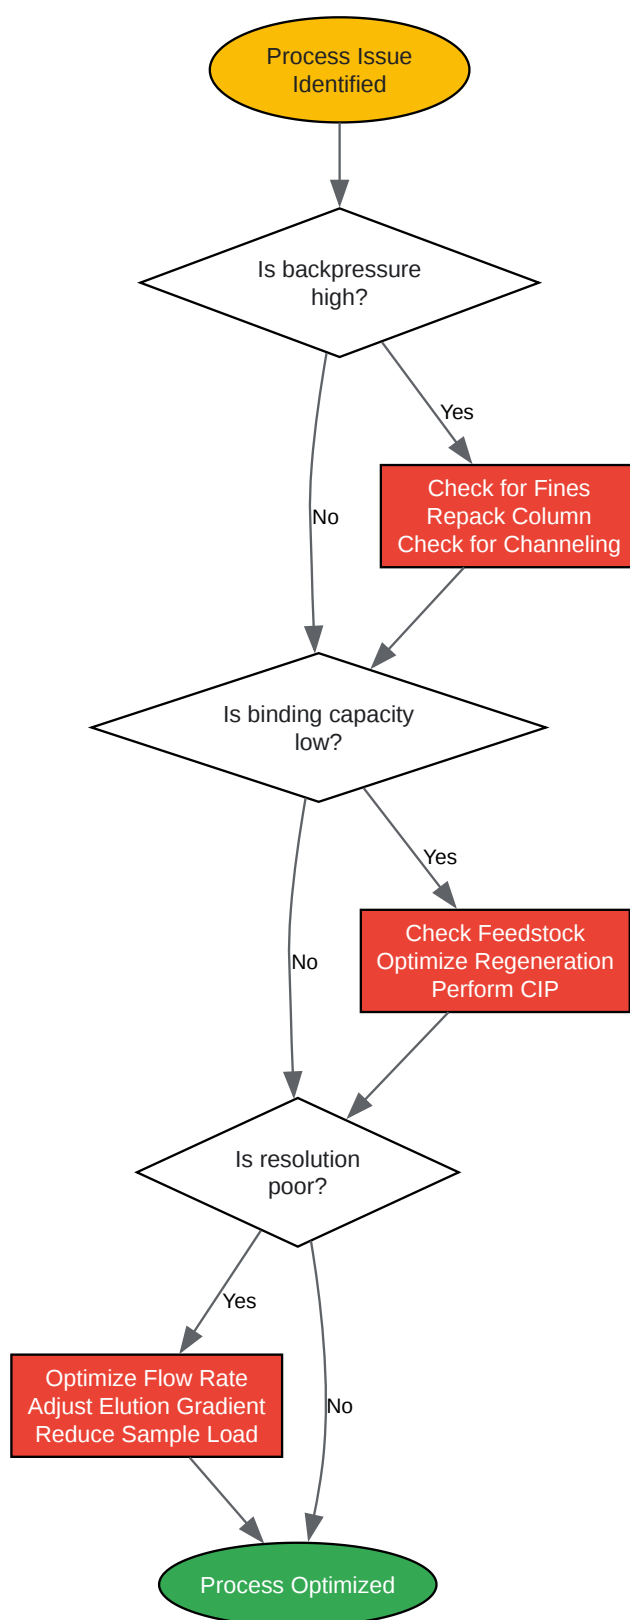 Process Issue
Identified
Is backpressure
high?
Yes
Check for Fines
Repack Column
Check for Channeling
No
Is binding capacity
low?
Yes
Check Feedstock
Optimize Regeneration
Perform CIP
No
Is resolution
poor?
Yes
Optimize Flow Rate
Adjust Elution Gradient
Reduce Sample Load
No
Process Optimized